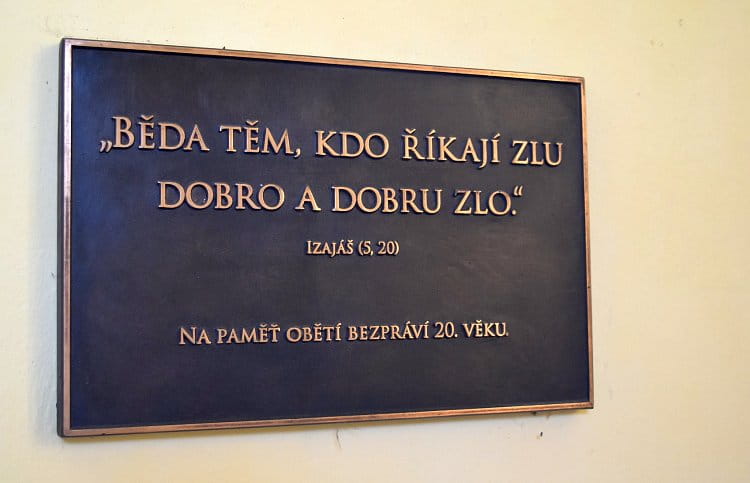 „Běda těm, kdo říkají zlu
dobro a dobru zlo.“
Izajáš (5, 20)
Na paměť obětí bezpráví 20. věku.